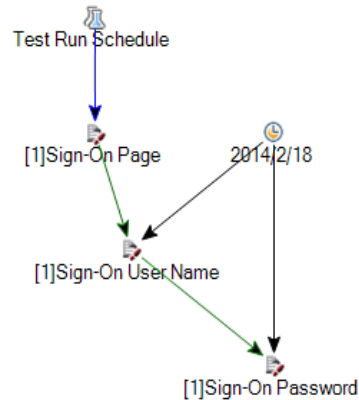 Test Run Schedule
[1]Sign-On Page
2014/2/18
[1]Sign-On User Name
[1]Sign-On Password